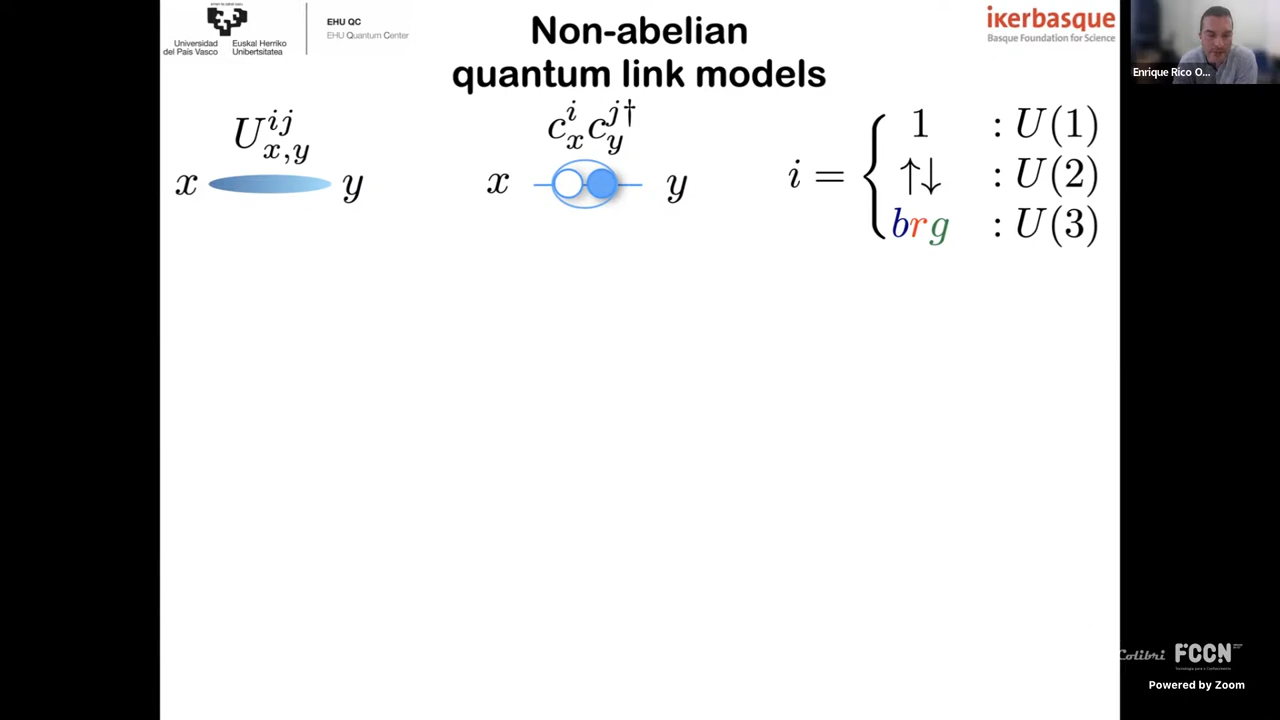 Universidad del País Vasco
Euskal Herriko Unibertsitatea
EHU QC
EHU Quantum Center
Non-abelian
quantum link models
ikerbasque
Basque Foundation for Science
Enrique Rico O...
U^{ij}_{x,y}
x y
c^i_x c^{j†}_y
x y
i = { 1 : U(1)
↑↓ : U(2)
brg : U(3)
Colibri FCCN
Powered by Zoom